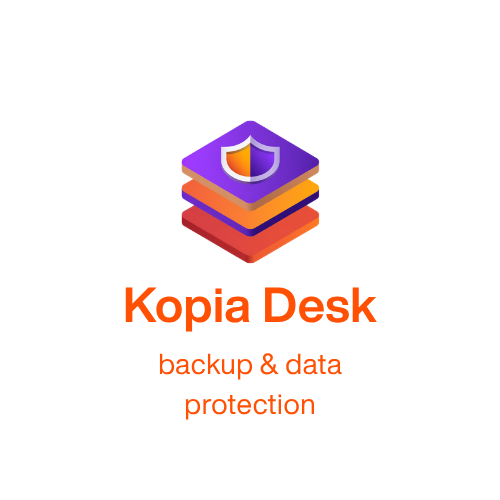 Kopia Desk
backup & data
protection